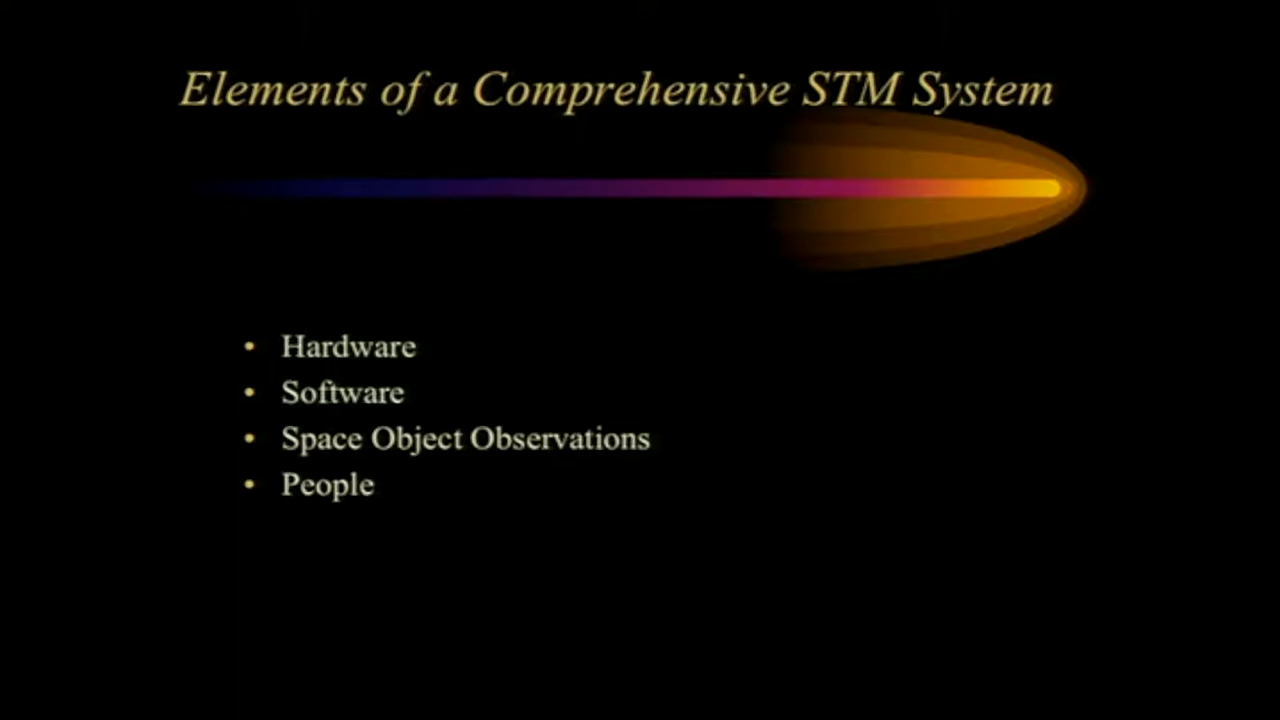 Elements of a Comprehensive STM System
• Hardware
• Software
• Space Object Observations
• People